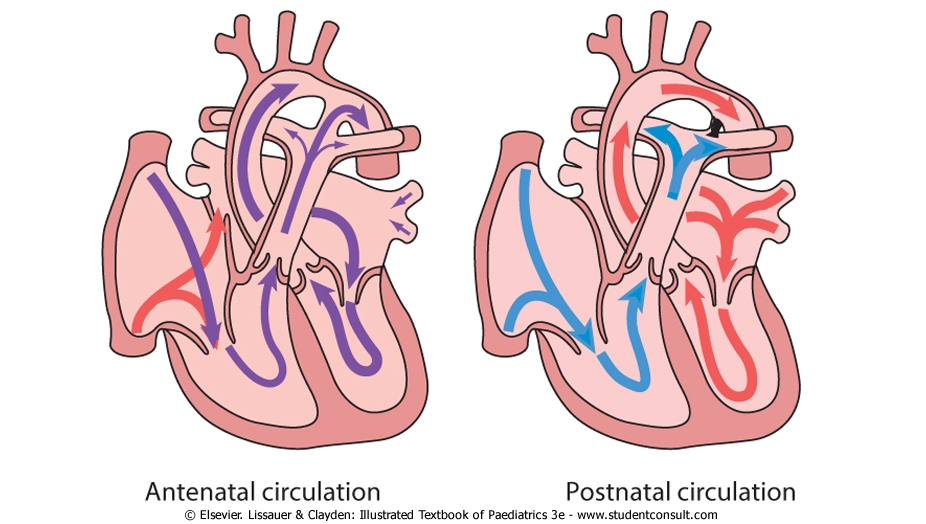 Antenatal circulation
Postnatal circulation
© Elsevier. Lissauer & Clayden: Illustrated Textbook of Paediatrics 3e - www.studentconsult.com